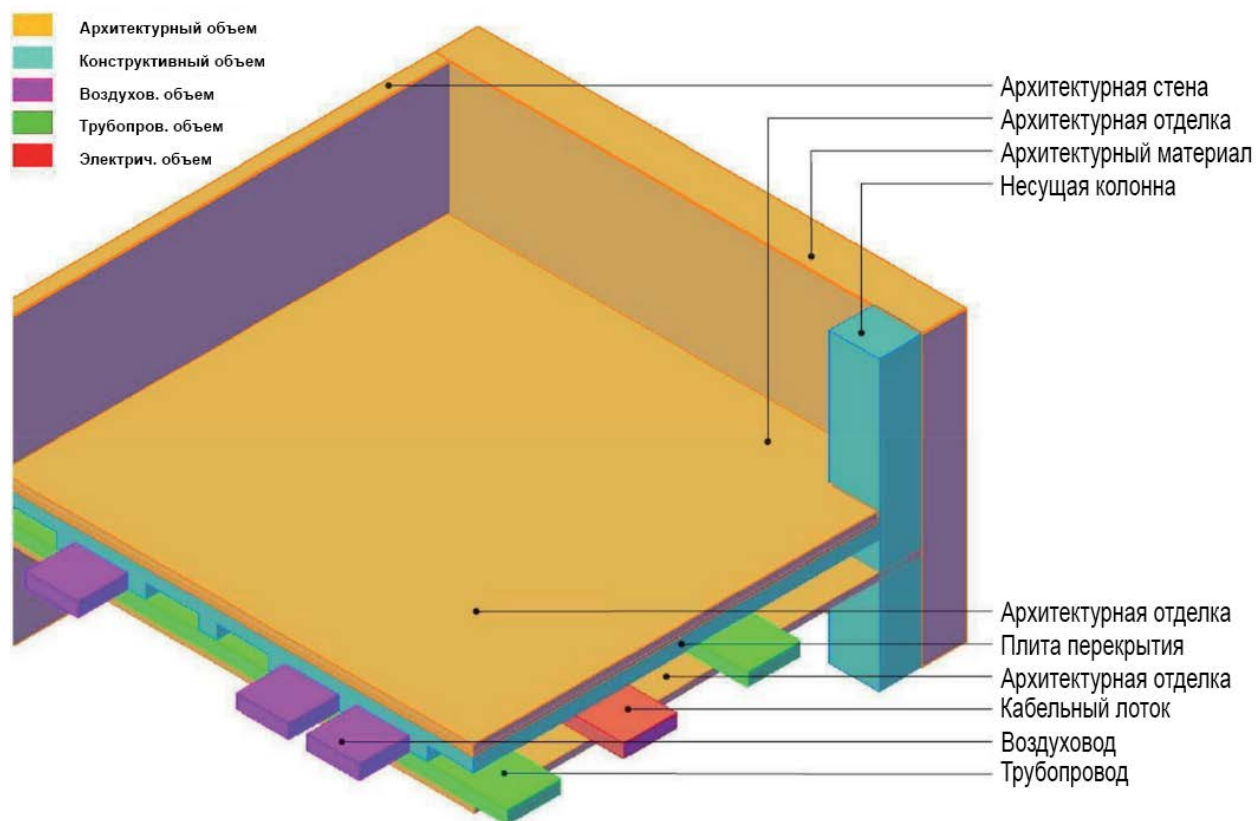 Архитектурный объем
Конструктивный объем
Воздухов. объем
Трубопров. объем
Электрич. объем
Архитектурная стена
Архитектурная отделка
Архитектурный материал
Несущая колонна
Архитектурная отделка
Плита перекрытия
Архитектурная отделка
Кабельный лоток
Воздуховод
Трубопровод